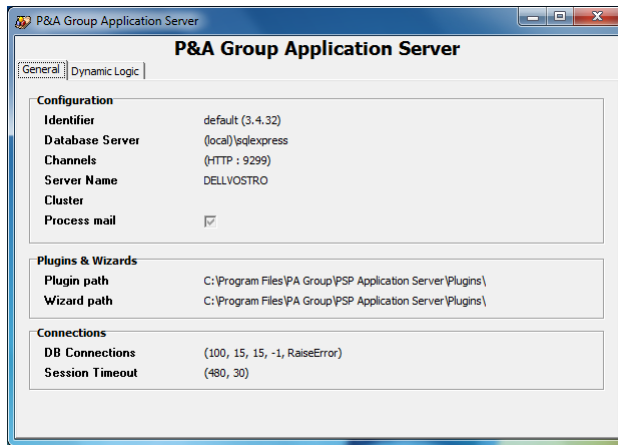 P&A Group Application Server
P&A Group Application Server
General Dynamic Logic
Configuration
Identifier default (3.4.32)
Database Server (local)\sqlexpress
Channels (HTTP : 9299)
Server Name DELLVOSTRO
Cluster
Process mail
Plugins & Wizards
Plugin path C:\Program Files\PA Group\PSP Application Server\Plugins\
Wizard path C:\Program Files\PA Group\PSP Application Server\Plugins\
Connections
DB Connections (100, 15, 15, -1, RaiseError)
Session Timeout (480, 30)